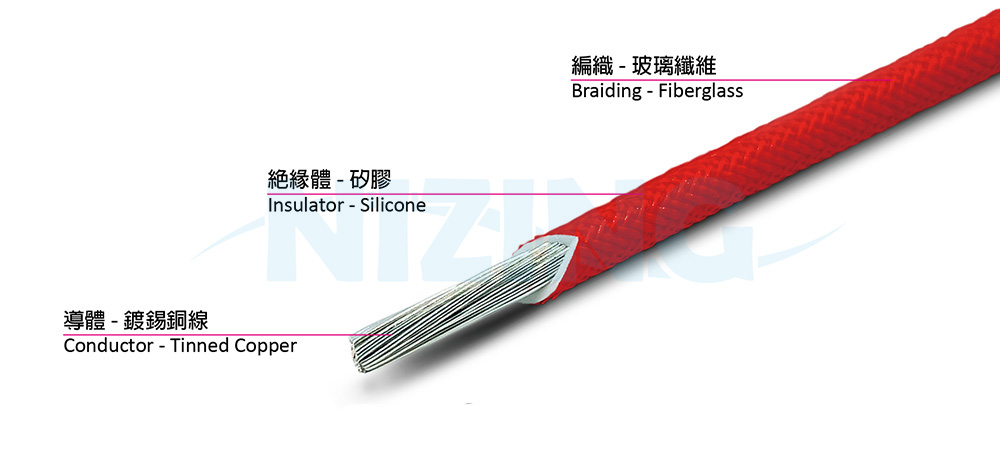 編織 - 玻璃纖維
Braiding - Fiberglass
絕緣體 - 矽膠
Insulator - Silicone
NIZING
導體 - 鍍錫銅線
Conductor - Tinned Copper